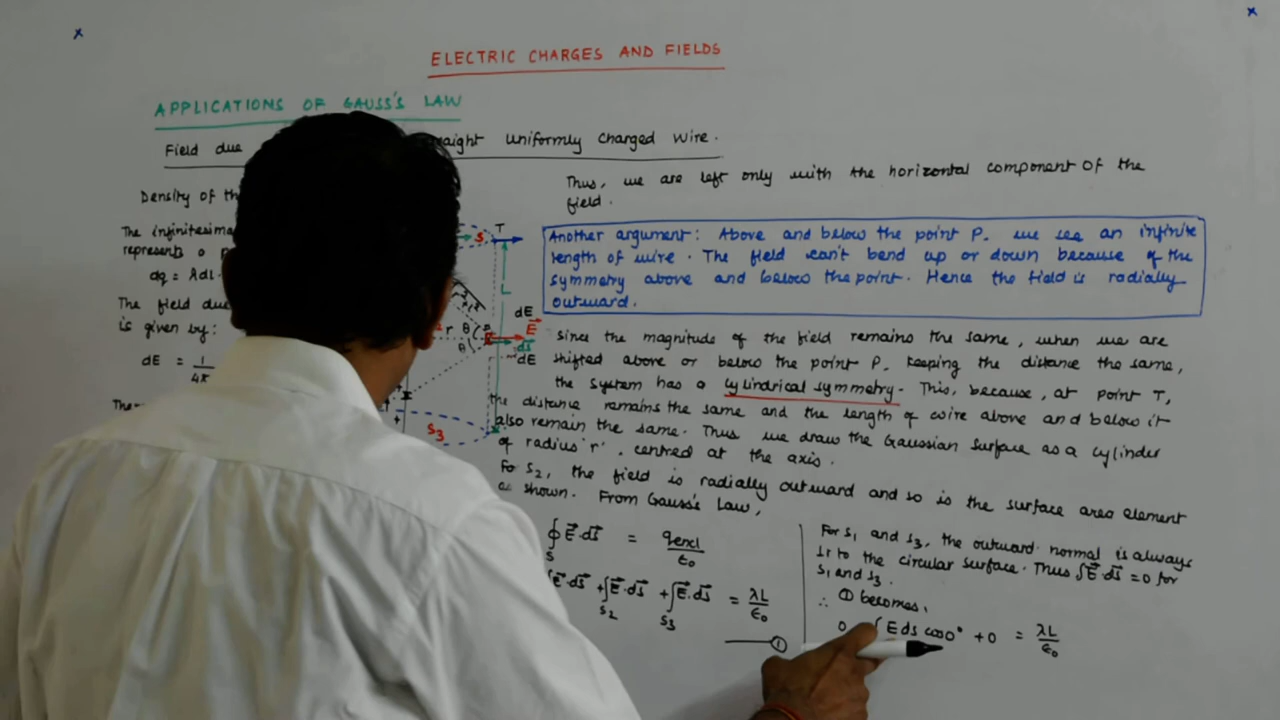 ELECTRIC CHARGES AND FIELDS
APPLICATIONS OF GAUSS'S LAW
Field due
Uniformly Charged Wire.
Density of
The infinitesima
represents a
dq = λdl.
The field due
is given by:
dE = 1
4π
T
S
L
dE
E
r θ
θ
dS
dE
S3
Thus, we are left only with the horizontal component of the
field.
Another argument: Above and below the point P, we see an infinite
length of wire. The field can't bend up or down because of the
symmetry above and below the point. Hence the field is radially
outward.
Since the magnitude of the field remains the same, when we are
shifted above or below the point P, keeping the distance the same,
the system has a cylindrical symmetry. This, because, at point T,
the distance remains the same and the length of wire above and below it
also remain the same. Thus we draw the Gaussian surface as a cylinder
of radius 'r', centred at the axis.
For S2, the field is radially outward and so is the surface area element
as shown. From Gauss's Law,
∮S E⃗.dS⃗ = qencl/ϵ0
∫E⃗.dS⃗ + ∫S2 E⃗.dS⃗ + ∫S3 E⃗.dS⃗ = λL/ϵ0
①
For S1 and S3, the outward normal is always
⊥r to the circular surface. Thus ∫E⃗.dS⃗ = 0 for
S1 and S3.
∴ ① becomes,
0 ∫ E ds cos0° + 0 = λL/ϵ0